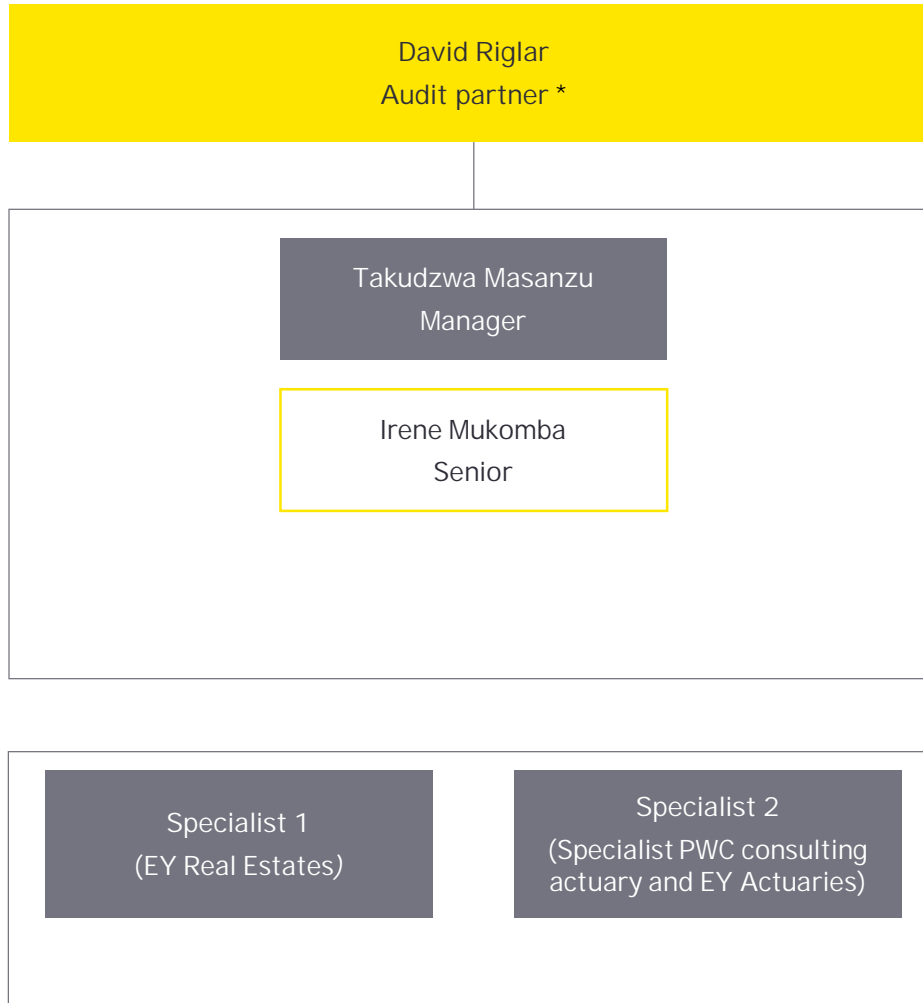 David Riglar
Audit partner *
Takudzwa Masanzu
Manager
Irene Mukomba
Senior
Specialist 1
(EY Real Estates)
Specialist 2
(Specialist PWC consulting
actuary and EY Actuaries)